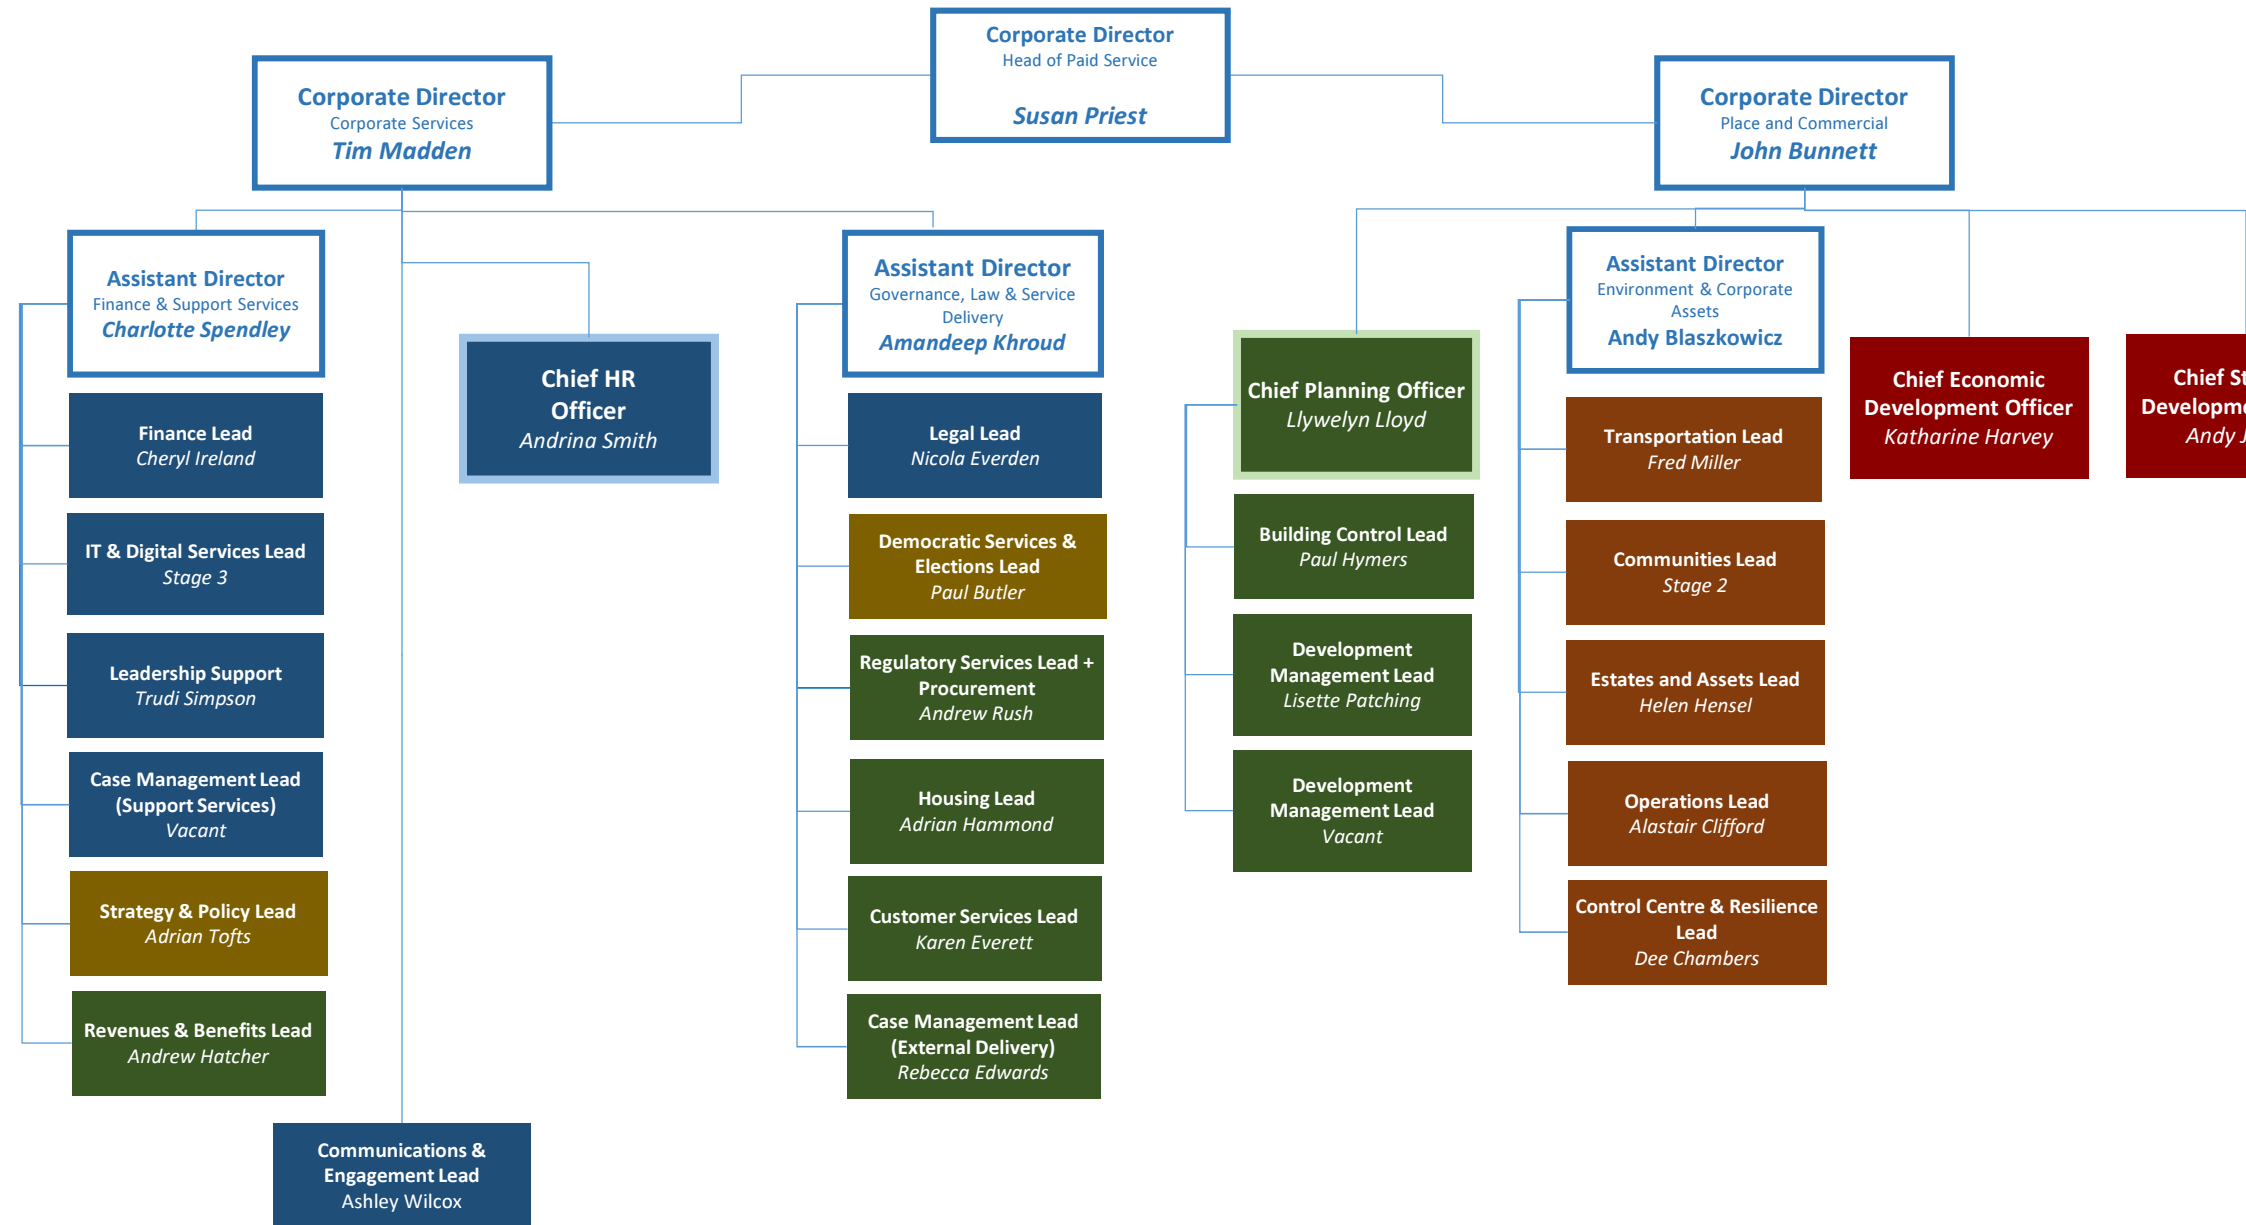 Corporate Director
Head of Paid Service
Susan Priest
Corporate Director
Corporate Services
Tim Madden
Corporate Director
Place and Commercial
John Bunnett
Assistant Director
Finance & Support Services
Charlotte Spendley
Finance Lead
Cheryl Ireland
IT & Digital Services Lead
Stage 3
Leadership Support
Trudi Simpson
Case Management Lead
(Support Services)
Vacant
Strategy & Policy Lead
Adrian Tofts
Revenues & Benefits Lead
Andrew Hatcher
Communications &
Engagement Lead
Ashley Wilcox
Chief HR
Officer
Andrina Smith
Assistant Director
Governance, Law & Service
Delivery
Amandeep Khroud
Legal Lead
Nicola Everden
Democratic Services &
Elections Lead
Paul Butler
Regulatory Services Lead +
Procurement
Andrew Rush
Housing Lead
Adrian Hammond
Customer Services Lead
Karen Everett
Case Management Lead
(External Delivery)
Rebecca Edwards
Chief Planning Officer
Llywelyn Lloyd
Building Control Lead
Paul Hymers
Development
Management Lead
Lisette Patching
Development
Management Lead
Vacant
Assistant Director
Environment & Corporate
Assets
Andy Blaszkowicz
Transportation Lead
Fred Miller
Communities Lead
Stage 2
Estates and Assets Lead
Helen Hensel
Operations Lead
Alastair Clifford
Control Centre & Resilience
Lead
Dee Chambers
Chief Economic
Development Officer
Katharine Harvey
Chief
Andy